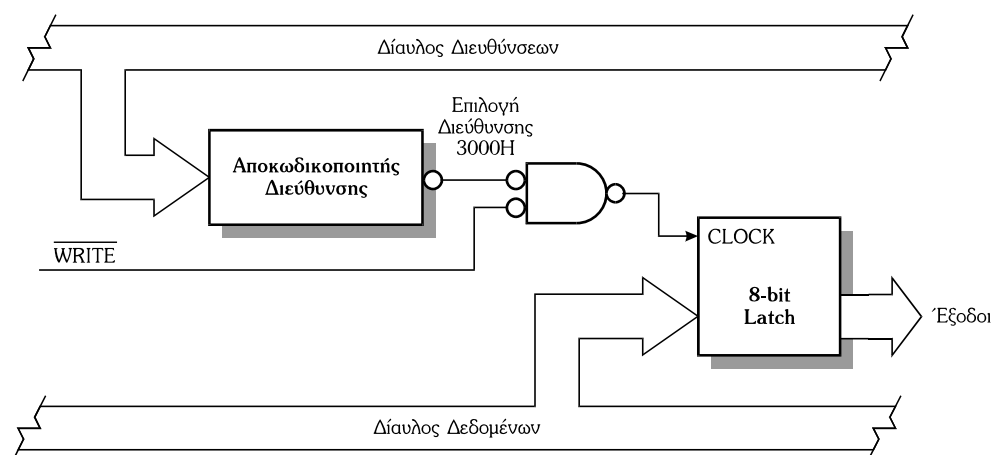 Δίαυλος Διευθύνσεων
Επιλογή
Διεύθυνσης
3000H
Αποκωδικοποιητής
Διεύθυνσης
WRITE
CLOCK
8-bit
Latch
Έξοδοι
Δίαυλος Δεδομένων